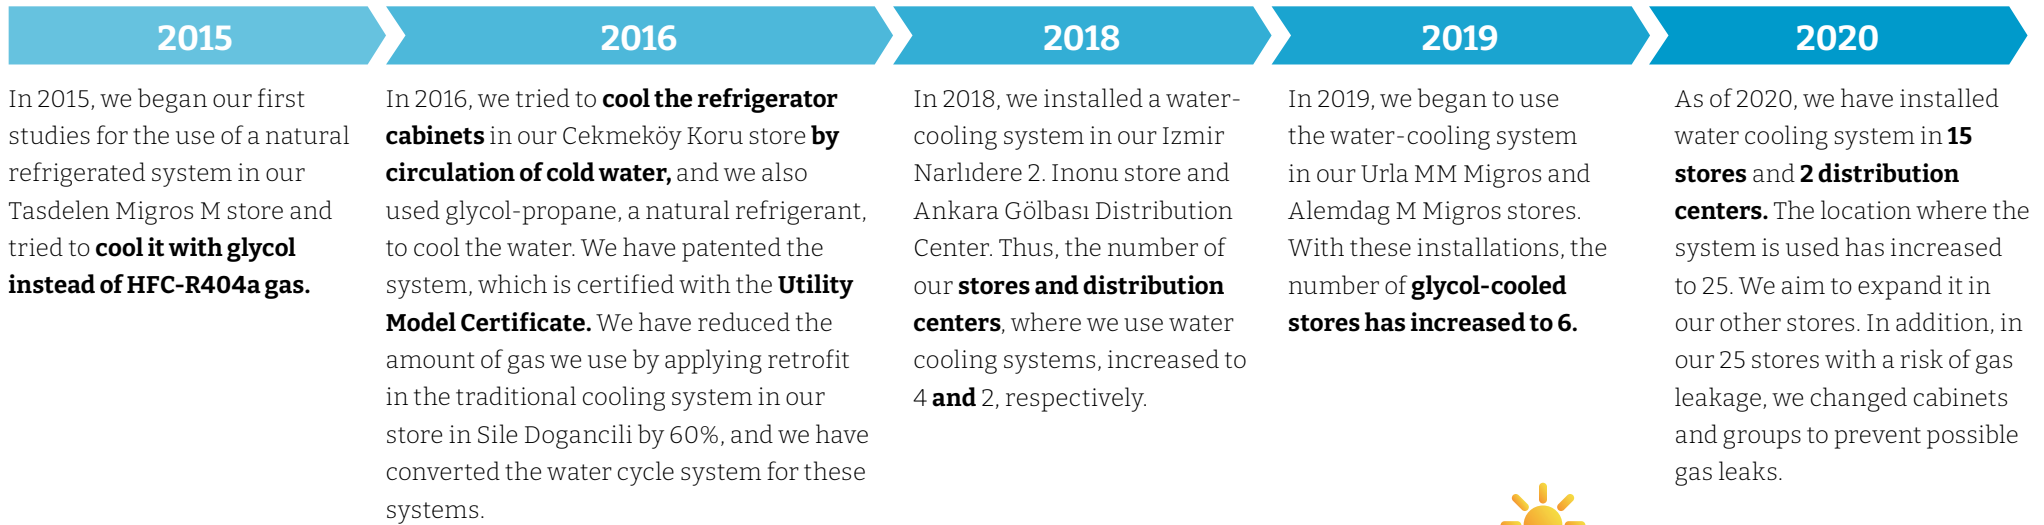 2015
In 2015, we began our first
studies for the use of a natural
refrigerated system in our
Tasdelen Migros M store and
tried to cool it with glycol
instead of HFC-R404a gas.
2016
In 2016, we tried to cool the refrigerator
cabinets in our Cekmeköy Koru store by
circulation of cold water, and we also
used glycol-propane, a natural refrigerant,
to cool the water. We have patented the
system, which is certified with the Utility
Model Certificate. We have reduced the
amount of gas we use by applying retrofit
in the traditional cooling system in our
store in Sile Dogancili by 60%, and we have
converted the water cycle system for these
systems.
2018
In 2018, we installed a water-
cooling system in our Izmir
Narlıdere 2. Inonu store and
Ankara Gölbası Distribution
Center. Thus, the number of
our stores and distribution
centers, where we use water
cooling systems, increased to
4 and 2, respectively.
2019
In 2019, we began to use
the water-cooling system
in our Urla MM Migros and
Alemdag M Migros stores.
With these installations, the
number of glycol-cooled
stores has increased to 6.
2020
As of 2020, we have installed
water cooling system in 15
stores and 2 distribution
centers. The location where the
system is used has increased
to 25. We aim to expand it in
our other stores. In addition, in
our 25 stores with a risk of gas
leakage, we changed cabinets
and groups to prevent possible
gas leaks.